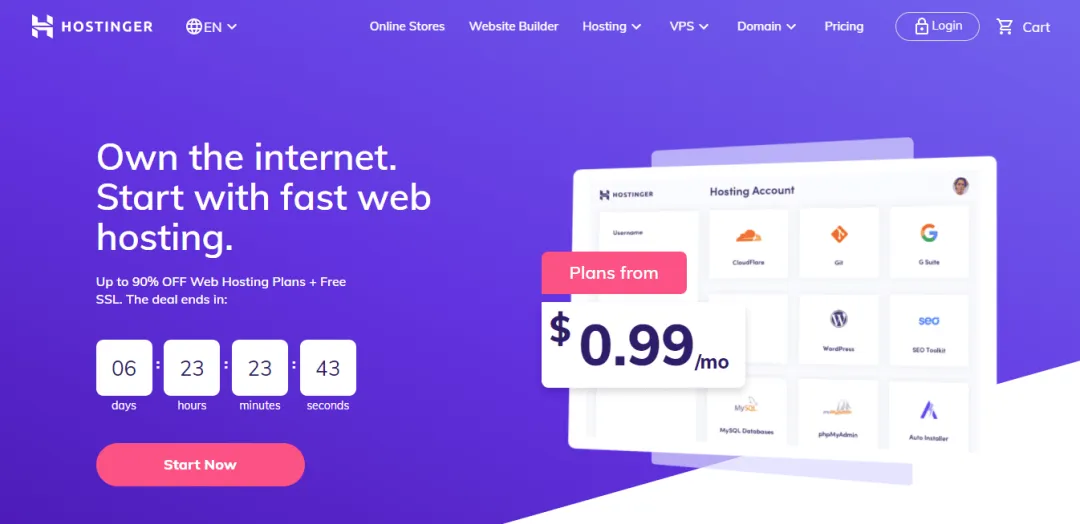 HOSTINGER
EN
Online Stores
Website Builder
Hosting
VPS
Domain
Pricing
Login
Cart
Own the internet.
Start with fast web
hosting.
Up to 90% OFF Web Hosting Plans + Free
SSL. The deal ends in:
06 : 23 : 23 : 43
days hours minutes seconds
Start Now
HOSTINGER
Hosting Account
Username
CloudFlare
Git
G Suite
Plans from
$0.99/mo
WordPress
SEO
SEO Toolkit
MySQL
MySQL Databases
phpMyAdmin
Auto Installer